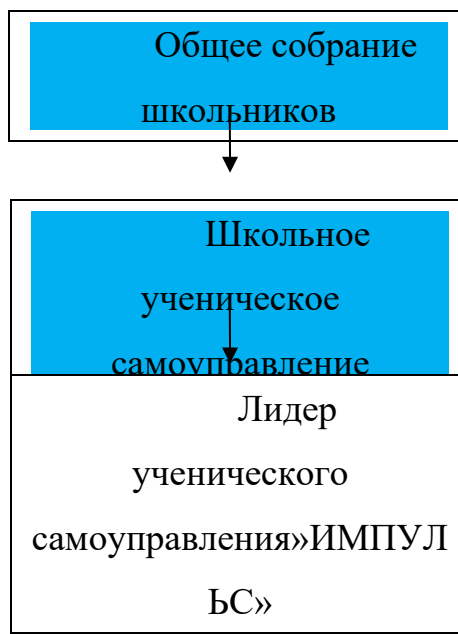 Общее собрание
школьников
Школьное
ученическое
самоуправление
Лидер
ученического
самоуправления»ИМПУЛ
ЬС»